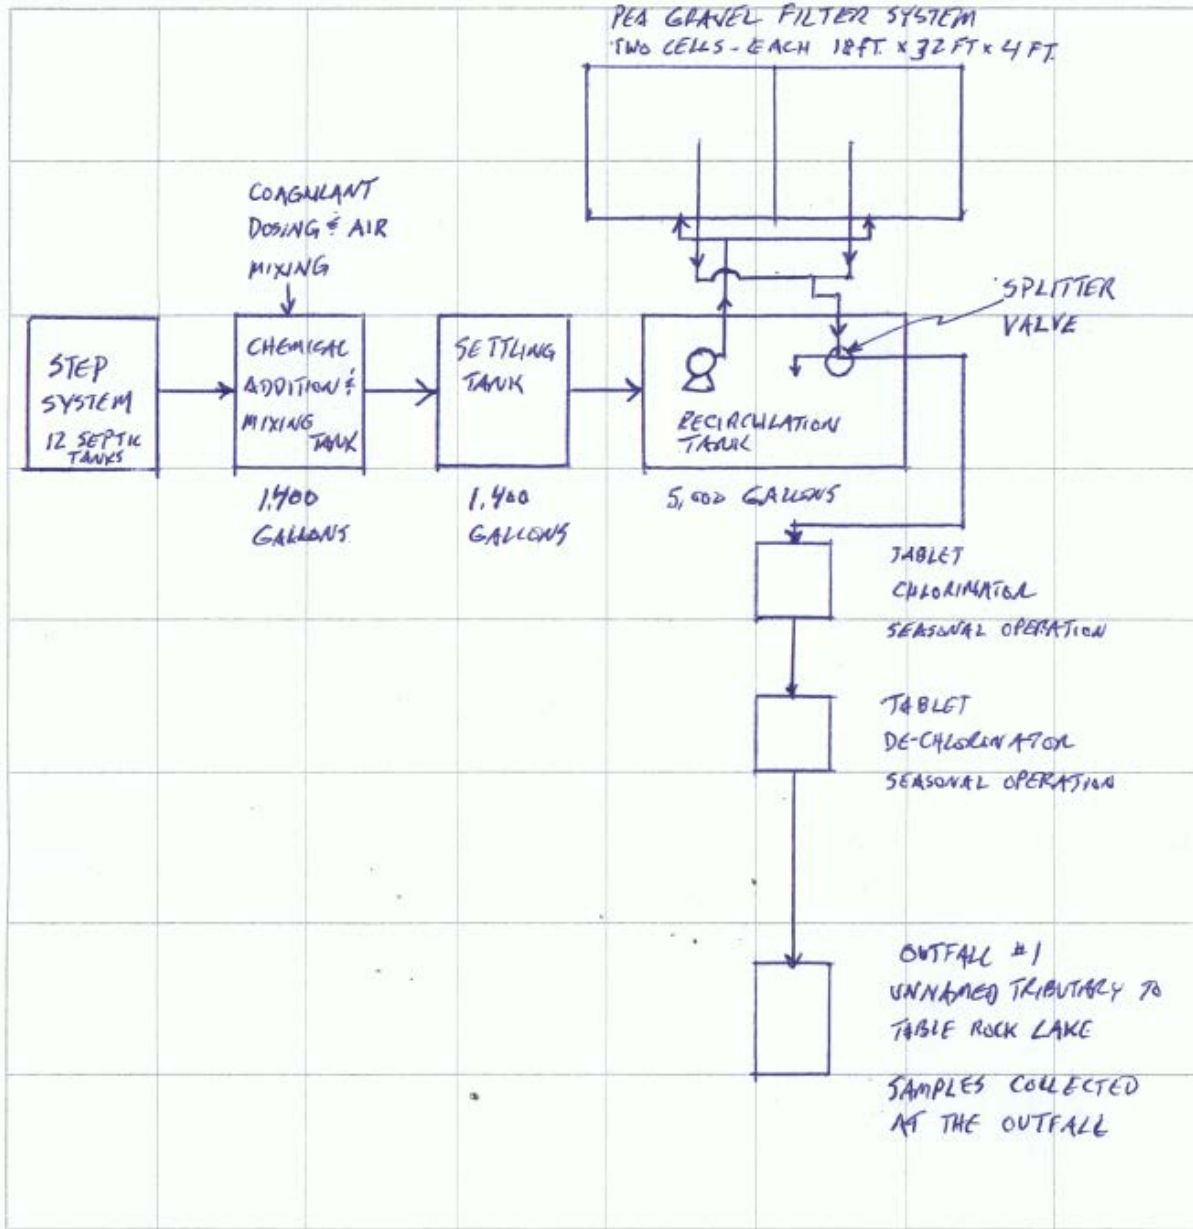 PEA GRAVEL FILTER SYSTEM
TWO CELLS - EACH 18FT. x 32 FT x 4 FT.
COAGULANT
DOSING & AIR
MIXING
SPLITTER
VALVE
STEP
SYSTEM
12 SEPTIC
TANKS
CHEMICAL
ADDITION &
MIXING
TANK
SETTLING
TANK
RECIRCULATION
TANK
1,400
GALLONS
1,400
GALLONS
5,000 GALLONS
TABLET
CHLORINATOR
SEASONAL OPERATION
TABLET
DE-CHLORINATOR
SEASONAL OPERATION
OUTFALL #1
UNNAMED TRIBUTARY TO
TABLE ROCK LAKE
SAMPLES COLLECTED
AT THE OUTFALL